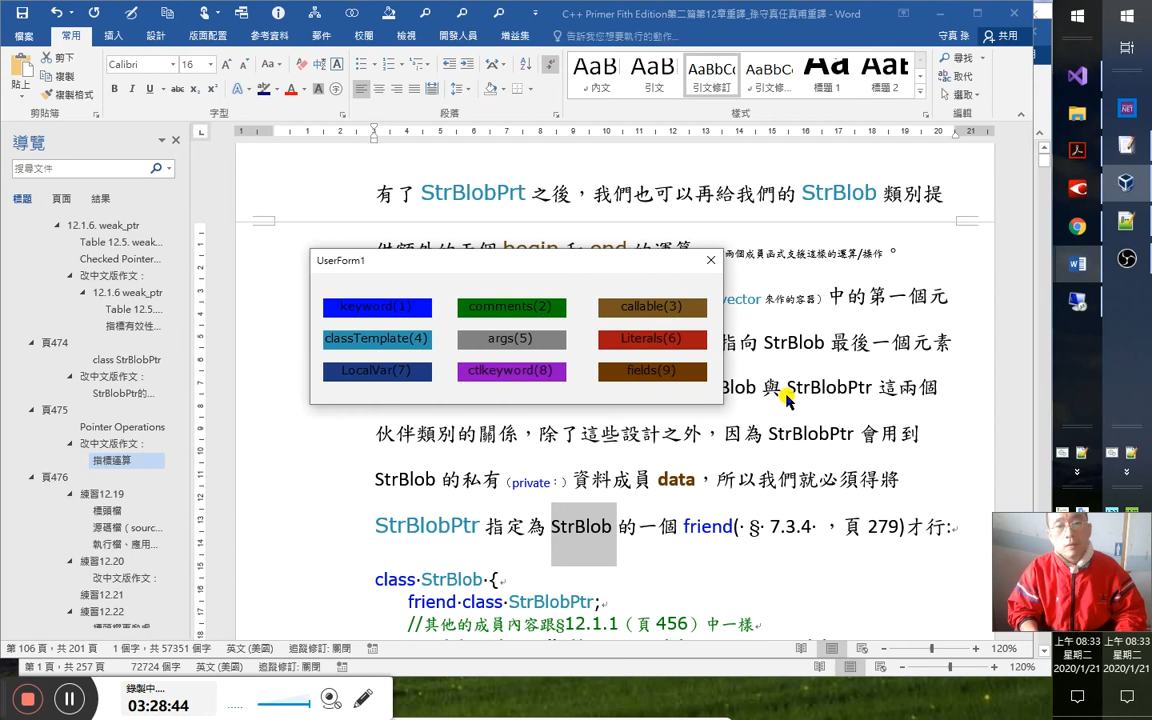 C++ Primer Fith Edition第二篇第12章重譯_孫守真任真甫重譯 - Word
檔案 常用 插入 設計 版面配置 參考資料 郵件 校閱 檢視 開發人員 增益集 告訴我您想要執行的動作... 守真 孫 共用
貼上 剪下 複製 複製格式 剪貼簿
Calibri 16 字型
段落
AaB 內文 AaB AaBbC 引文修訂 AaBbC 引文修... Aa 標題 1 Aa 標題 2 樣式
尋找 取代 選取 編輯
導覽
搜尋文件
標題 頁面 結果
12.1.6. weak_ptr
Table 12.5. weak...
Checked Pointer...
改中文版作文：
12.1.6 weak_ptr
Table 12.5....
指標有效性...
頁474
class StrBlobPtr
改中文版作文：
StrBlobPtr的...
頁475
Pointer Operations
改中文版作文：
指標運算
頁476
練習12.19
標頭檔
源碼檔（sourc...
執行檔、應用...
練習12.20
改中文版作文：
練習12.21
練習12.22
有了 StrBlobPrt 之後，我們也可以再給我們的 StrBlob 類別提
供額外的兩個 begin 和 end 的運算 兩個成員函式支援這樣的運算/操作。
vector 來作的容器）中的第一個元
指向 StrBlob 最後一個元素
Blob 與 StrBlobPtr 這兩個
伙伴類別的關係，除了這些設計之外，因為 StrBlobPtr 會用到
StrBlob 的私有（private：）資料成員 data，所以我們就必須得將
StrBlobPtr 指定為 StrBlob 的一個 friend(§ 7.3.4 ，頁 279)才行:
class StrBlob {
friend class StrBlobPtr;
//其他的成員內容跟§12.1.1（頁 456）中一樣
UserForm1
keyword(1) comments(2) callable(3)
classTemplate(4) args(5) Literals(6)
LocalVar(7) ctlkeyword(8) fields(9)
第 106 頁，共 201 頁 1 個字，共 57351 個字 英文 (美國) 追蹤修訂: 關閉 120%
第 1 頁，共 257 頁 72724 個字 英文 (美國) 追蹤修訂: 關閉 120%
錄製中....
03:28:44
上午 08:33
星期二
2020/1/21
上午 08:33
星期二
2020/1/21